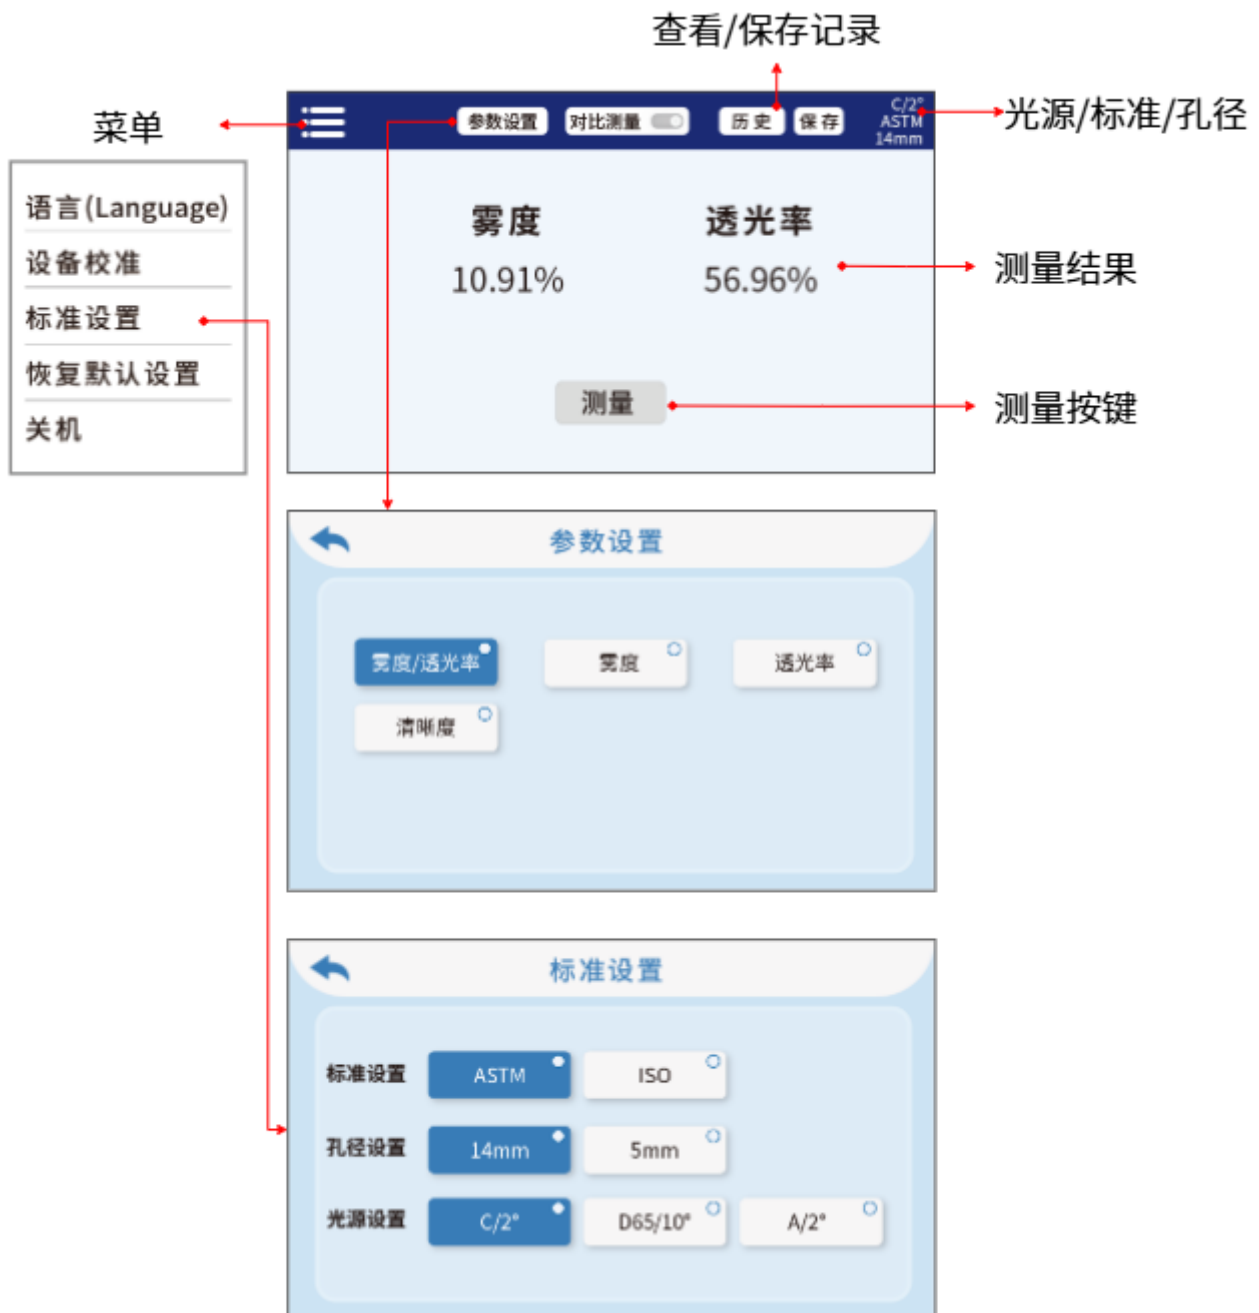 查看/保存记录
菜单
参数设置 对比测量 历史 保存
C/2°
ASTM
14mm
光源/标准/孔径
语言(Language)
设备校准
标准设置
恢复默认设置
关机
雾度 透光率
10.91% 56.96%
测量结果
测量
测量按键
参数设置
雾度/透光率 雾度 透光率
清晰度
标准设置
标准设置 ASTM ISO
孔径设置 14mm 5mm
光源设置 C/2° D65/10° A/2°